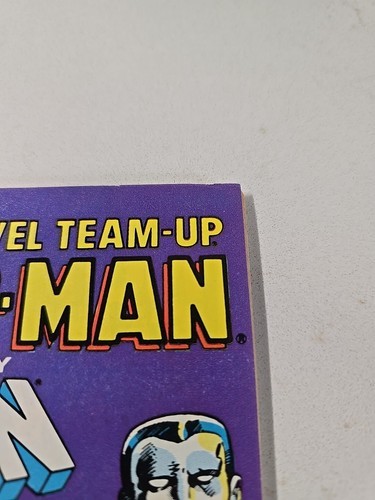 VEL TEAM-UP
R-MAN®
Y
N